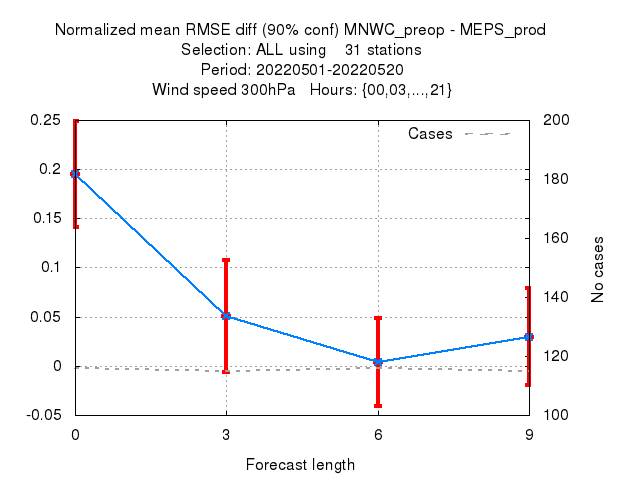 Normalized mean RMSE diff (90% conf) MNWC_preop - MEPS_prod
Selection: ALL using 31 stations
Period: 20220501-20220520
Wind speed 300hPa Hours: {00,03,...,21}
Cases
0.25
0.2
0.15
0.1
0.05
0
-0.05
200
180
160
140
120
100
No cases
0 3 6 9
Forecast length